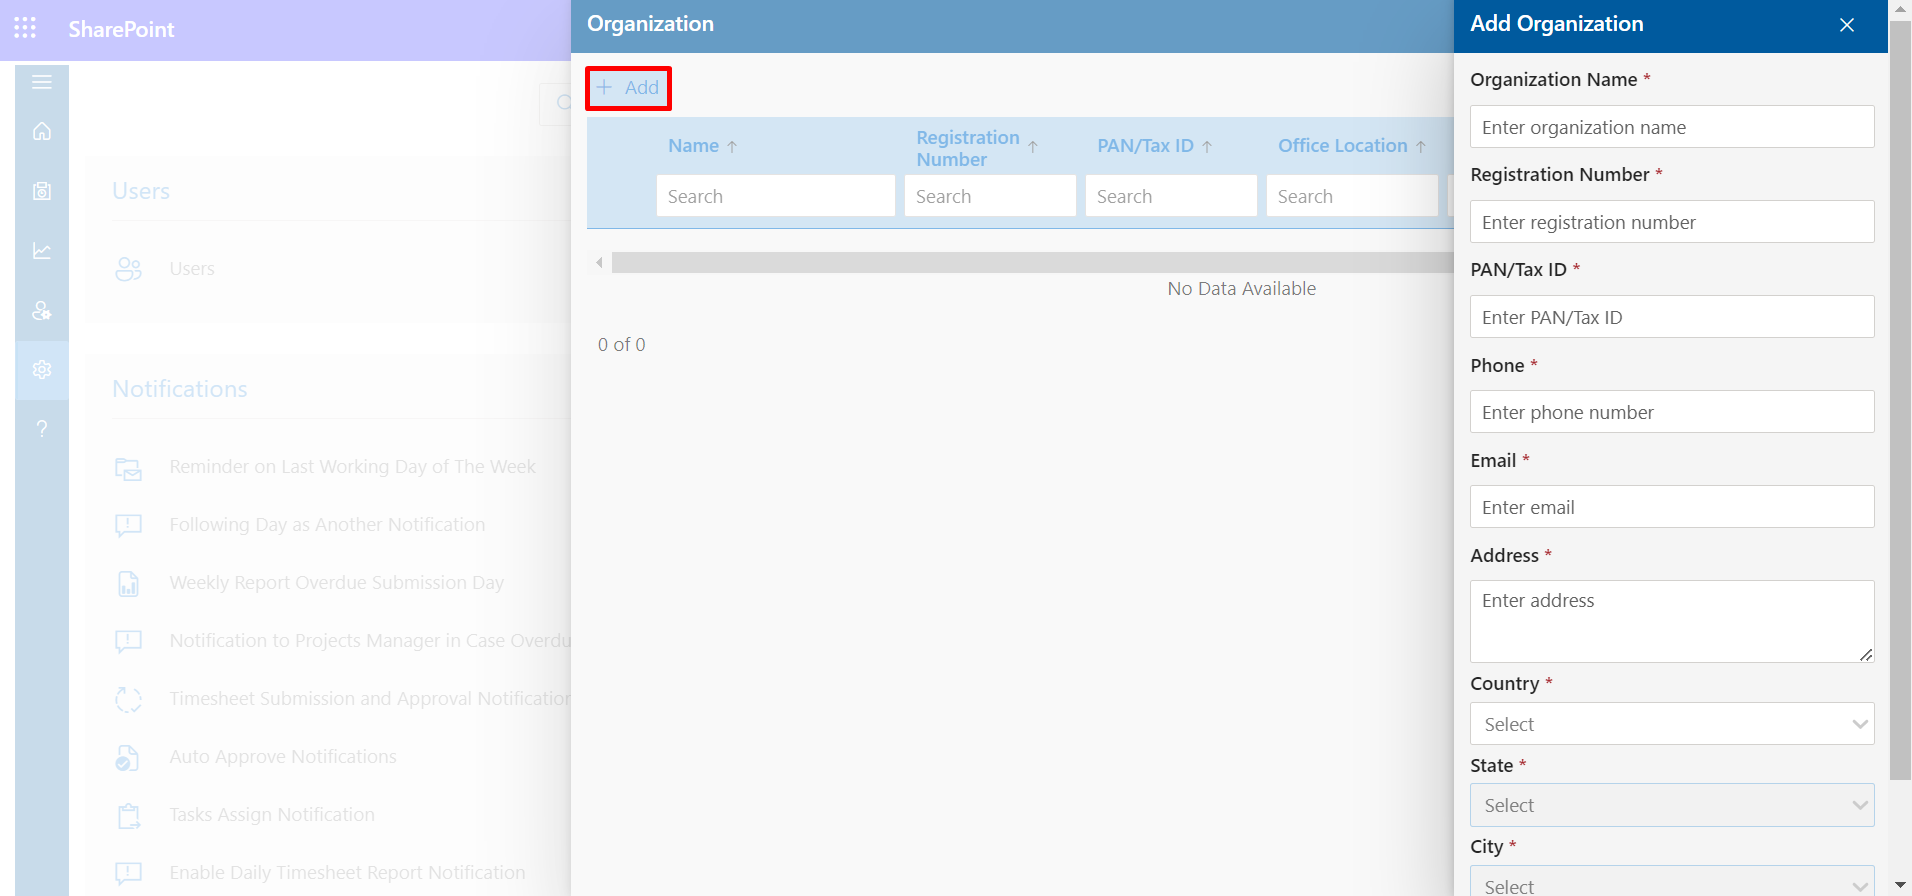 SharePoint
Users
Users
Notifications
Reminder on Last Working Day of The Week
Following Day as Another Notification
Weekly Report Overdue Submission Day
Notification to Projects Manager in Case Overdu
Timesheet Submission and Approval Notification
Auto Approve Notifications
Tasks Assign Notification
Enable Daily Timesheet Report Notification
Organization
+ Add
Name ↑
Registration
Number ↑
PAN/Tax ID ↑
Office Location ↑
Search
Search
Search
Search
No Data Available
0 of 0
Add Organization
Organization Name *
Enter organization name
Registration Number *
Enter registration number
PAN/Tax ID *
Enter PAN/Tax ID
Phone *
Enter phone number
Email *
Enter email
Address *
Enter address
Country *
Select
State *
Select
City *
Select